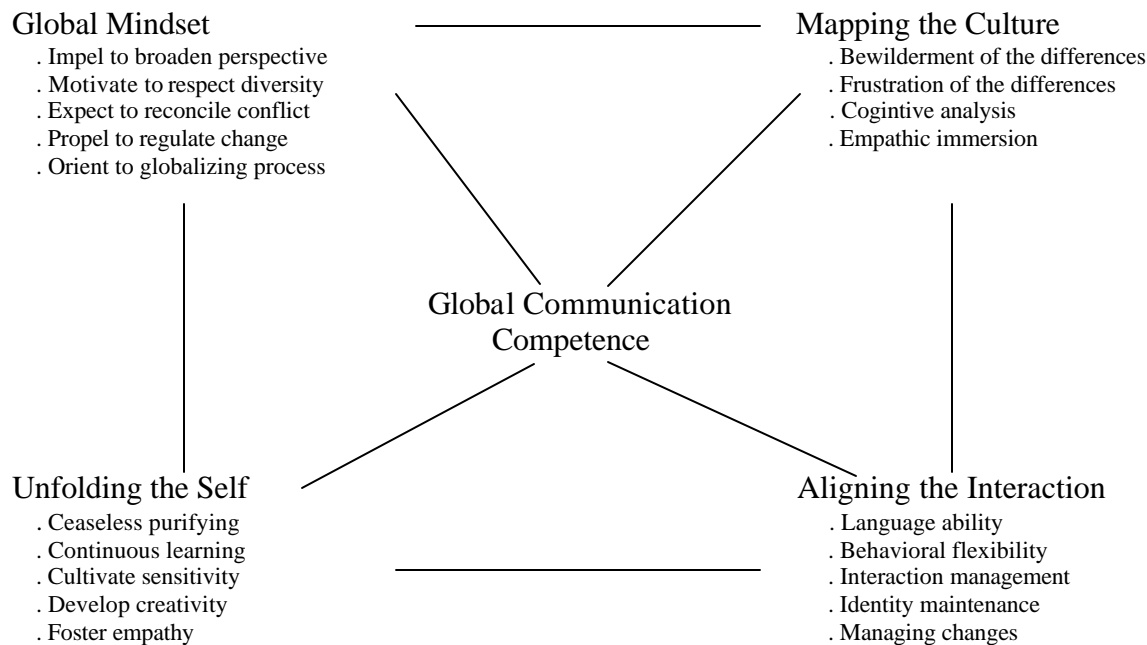 Global Mindset
. Impel to broaden perspective
. Motivate to respect diversity
. Expect to reconcile conflict
. Propel to regulate change
. Orient to globalizing process
Mapping the Culture
. Bewilderment of the differences
. Frustration of the differences
. Cogintive analysis
. Empathic immersion
Global Communication
Competence
Unfolding the Self
. Ceaseless purifying
. Continuous learning
. Cultivate sensitivity
. Develop creativity
. Foster empathy
Aligning the Interaction
. Language ability
. Behavioral flexibility
. Interaction management
. Identity maintenance
. Managing changes